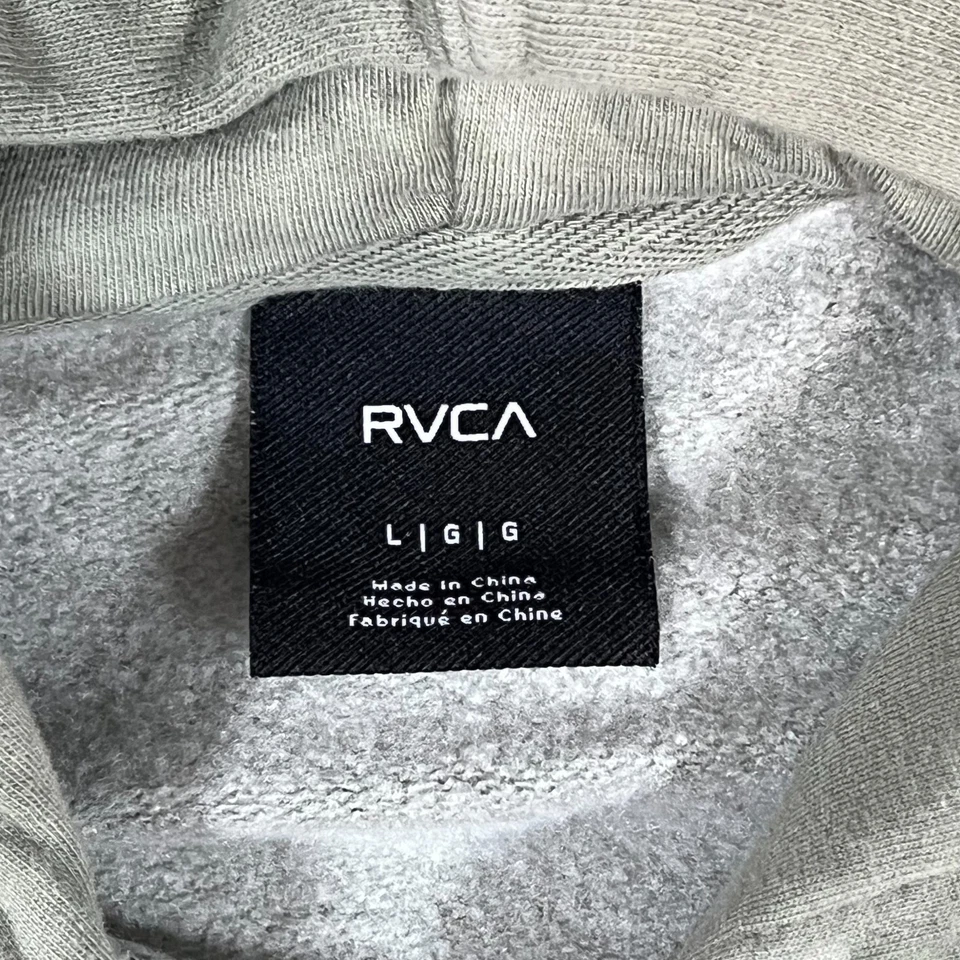 RVCA
L | G | G
Made in China
Hecho en China
Fabriqué en Chine